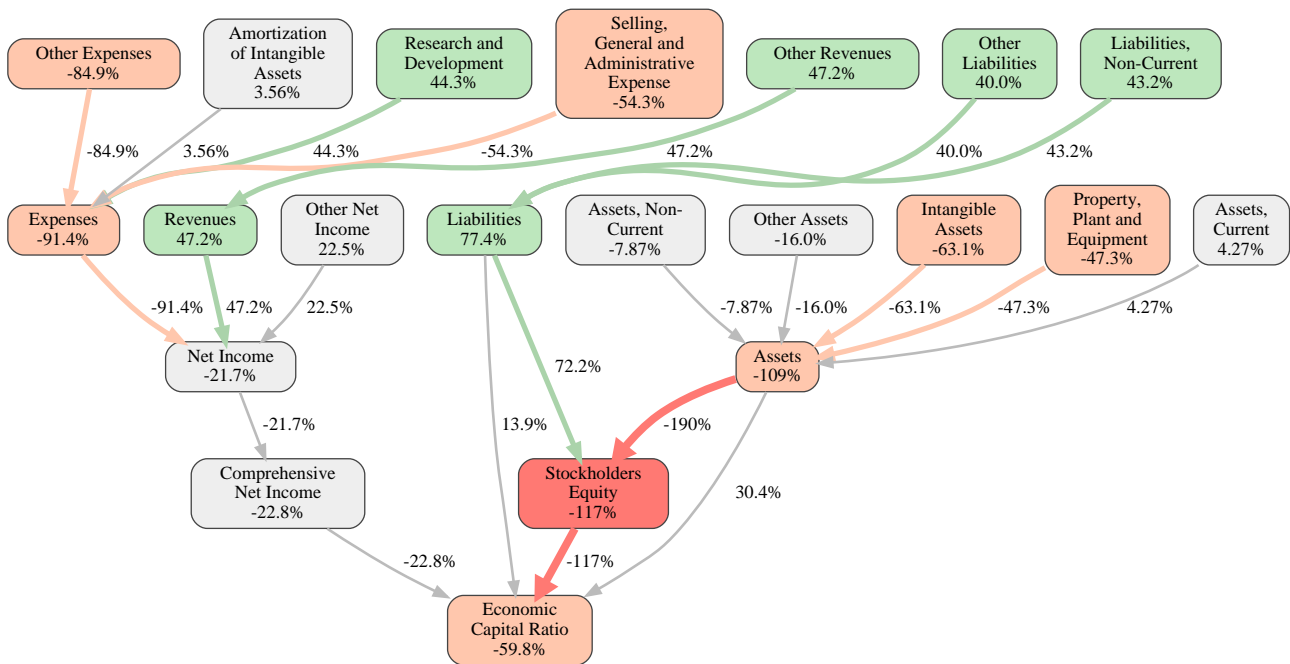 Other Expenses
-84.9%
Amortization
of Intangible
Assets
3.56%
Research and
Development
44.3%
Selling,
General and
Administrative
Expense
-54.3%
Other Revenues
47.2%
Other
Liabilities
40.0%
Liabilities,
Non-Current
43.2%
-84.9%
3.56%
44.3%
-54.3%
47.2%
40.0%
43.2%
Expenses
-91.4%
Revenues
47.2%
Other Net
Income
22.5%
Liabilities
77.4%
Assets, Non-
Current
-7.87%
Other Assets
-16.0%
Intangible
Assets
-63.1%
Property,
Plant and
Equipment
-47.3%
Assets,
Current
4.27%
-91.4%
47.2%
22.5%
-7.87%
-16.0%
-63.1%
-47.3%
4.27%
Net Income
-21.7%
72.2%
Assets
-109%
-21.7%
13.9%
-190%
Comprehensive
Net Income
-22.8%
Stockholders
Equity
-117%
30.4%
-22.8%
-117%
Economic
Capital Ratio
-59.8%